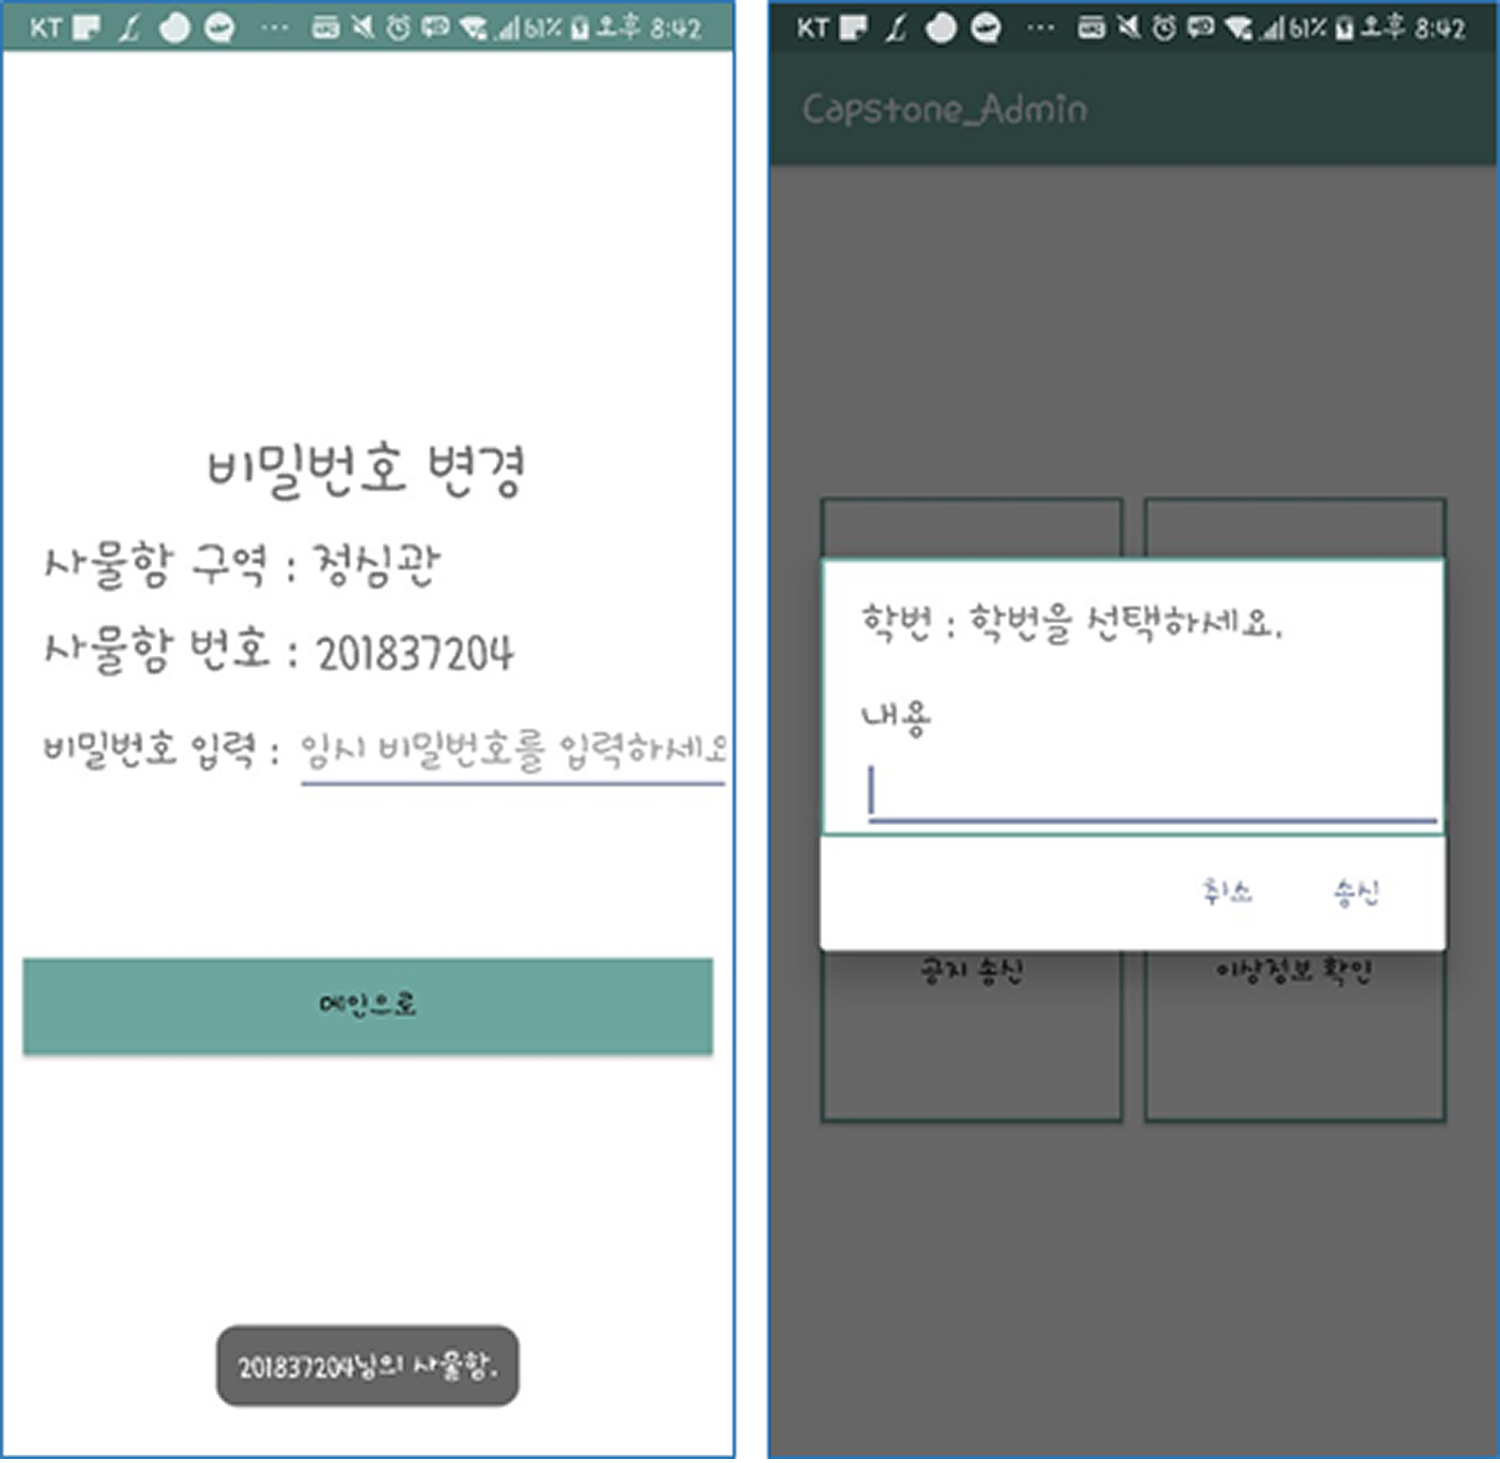 KT 61% 오후 8:42
비밀번호 변경
사물함 구역 : 정심관
사물함 번호 : 201837204
비밀번호 입력 : 임시 비밀번호를 입력하세요
메인으로
201837204님의 사물함.
KT 61% 오후 8:42
Capstone_Admin
학번 : 학번을 선택하세요.
내용
취소 송신
공지 송신 이상정보 확인